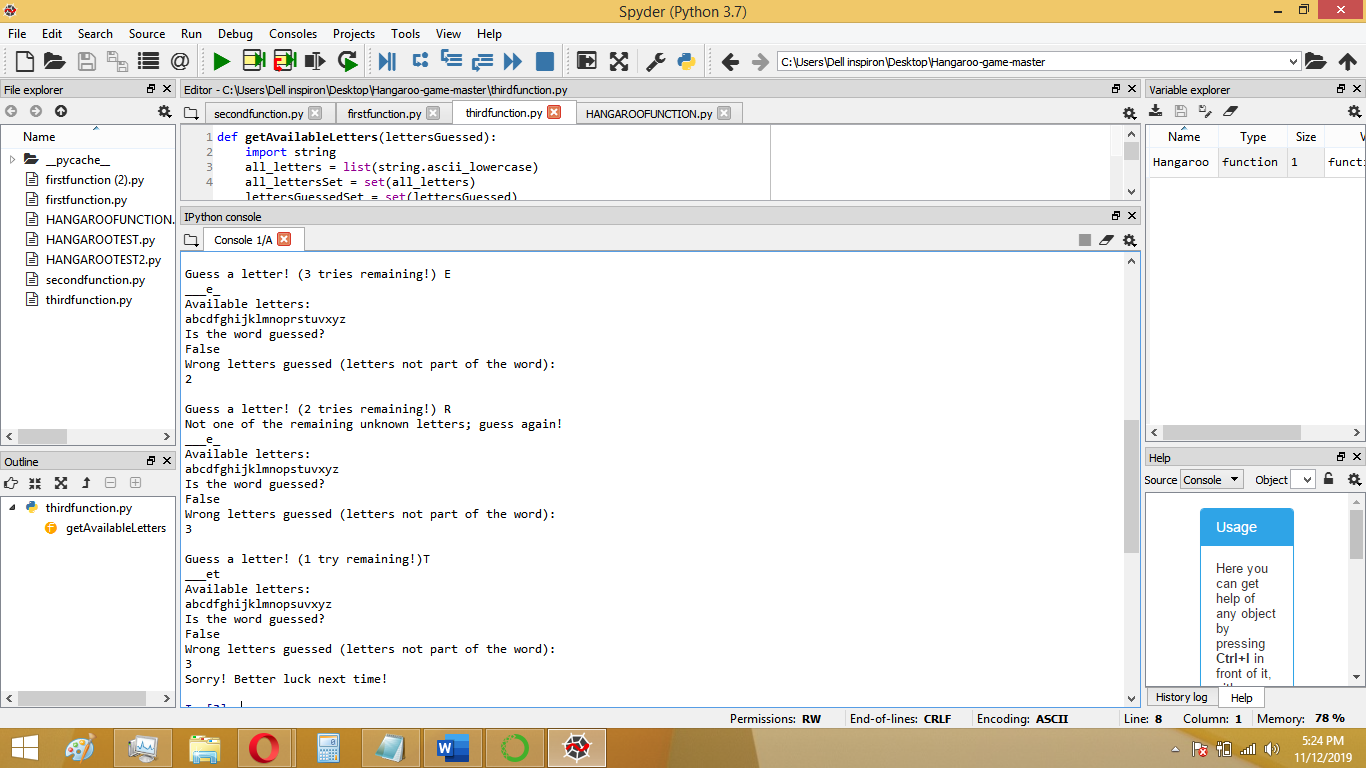 Spyder (Python 3.7)
File Edit Search Source Run Debug Consoles Projects Tools View Help
C:\Users\Dell inspiron\Desktop\Hangaroo-game-master
File explorer
Name
__pycache__
firstfunction (2).py
firstfunction.py
HANGAROOFUNCTION.
HANGAROOTEST.py
HANGAROOTEST2.py
secondfunction.py
thirdfunction.py
Outline
thirdfunction.py
getAvailableLetters
Editor - C:\Users\Dell inspiron\Desktop\Hangaroo-game-master\thirdfunction.py
secondfunction.py firstfunction.py thirdfunction.py HANGAROOFUNCTION.py
1 def getAvailableLetters(lettersGuessed):
2 import string
3 all_letters = list(string.ascii_lowercase)
4 all_lettersSet = set(all_letters)
lettersGuessedSet = set(lettersGuessed)
IPython console
Console 1/A
Guess a letter! (3 tries remaining!) E
___e_
Available letters:
abcdfghijklmnoprstuvxyz
Is the word guessed?
False
Wrong letters guessed (letters not part of the word):
2
Guess a letter! (2 tries remaining!) R
Not one of the remaining unknown letters; guess again!
___e_
Available letters:
abcdfghijklmnopstuvxyz
Is the word guessed?
False
Wrong letters guessed (letters not part of the word):
3
Guess a letter! (1 try remaining!)T
___et
Available letters:
abcdfghijklmnopsuvxyz
Is the word guessed?
False
Wrong letters guessed (letters not part of the word):
3
Sorry! Better luck next time!
Variable explorer
Name Type Size V
Hangaroo function 1 functi
Help
Source Console Object
Usage
Here you
can get
help of
any object
by
pressing
Ctrl+I in
front of it,
History log Help
Permissions: RW End-of-lines: CRLF Encoding: ASCII Line: 8 Column: 1 Memory: 78 %
5:24 PM
11/12/2019